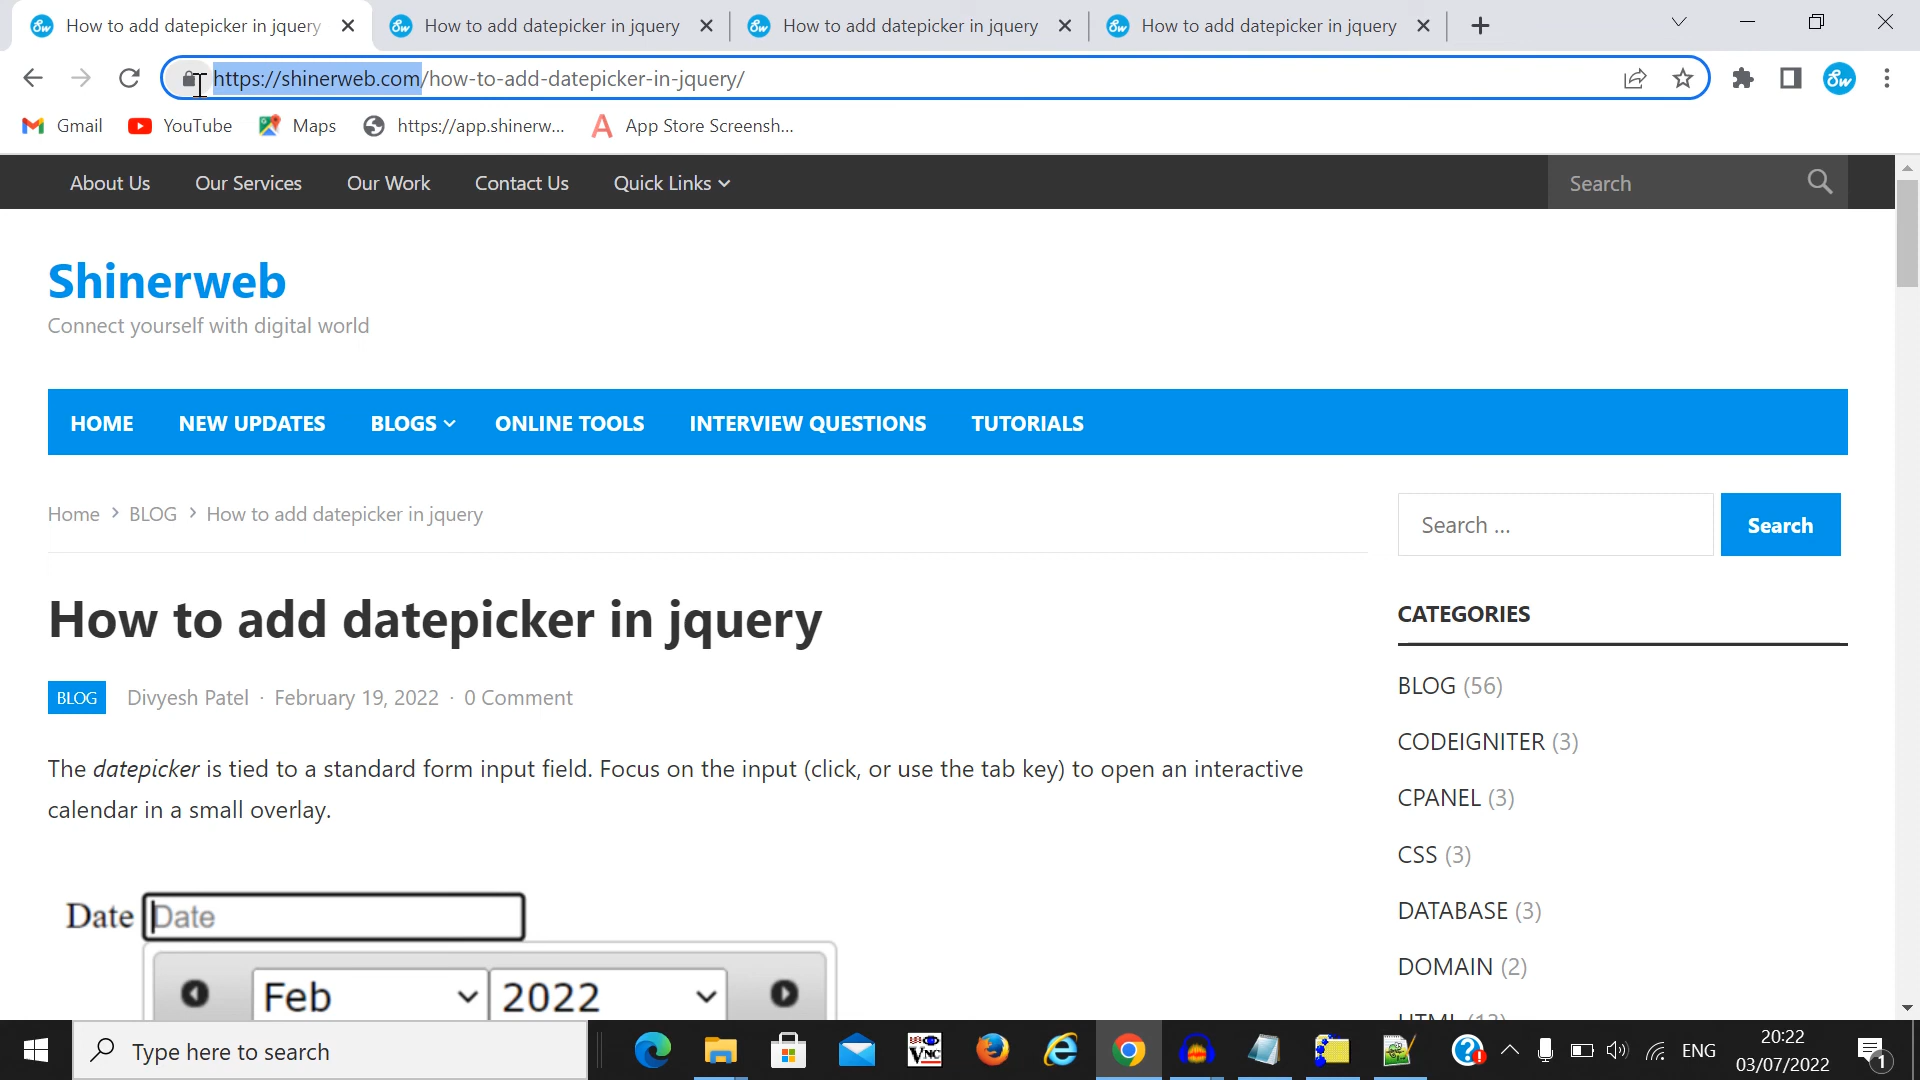 How to add datepicker in jquery How to add datepicker in jquery How to add datepicker in jquery How to add datepicker in jquery
https://shinerweb.com/how-to-add-datepicker-in-jquery/
Gmail YouTube Maps https://app.shinerw... App Store Screensh...
About Us Our Services Our Work Contact Us Quick Links Search
Shinerweb
Connect yourself with digital world
HOME NEW UPDATES BLOGS ONLINE TOOLS INTERVIEW QUESTIONS TUTORIALS
Home BLOG How to add datepicker in jquery
Search ... Search
How to add datepicker in jquery
BLOG Divyesh Patel · February 19, 2022 · 0 Comment
The datepicker is tied to a standard form input field. Focus on the input (click, or use the tab key) to open an interactive
calendar in a small overlay.
Date Date
Feb 2022
CATEGORIES
BLOG (56)
CODEIGNITER (3)
CPANEL (3)
CSS (3)
DATABASE (3)
DOMAIN (2)
Type here to search
ENG
20:22
03/07/2022
1